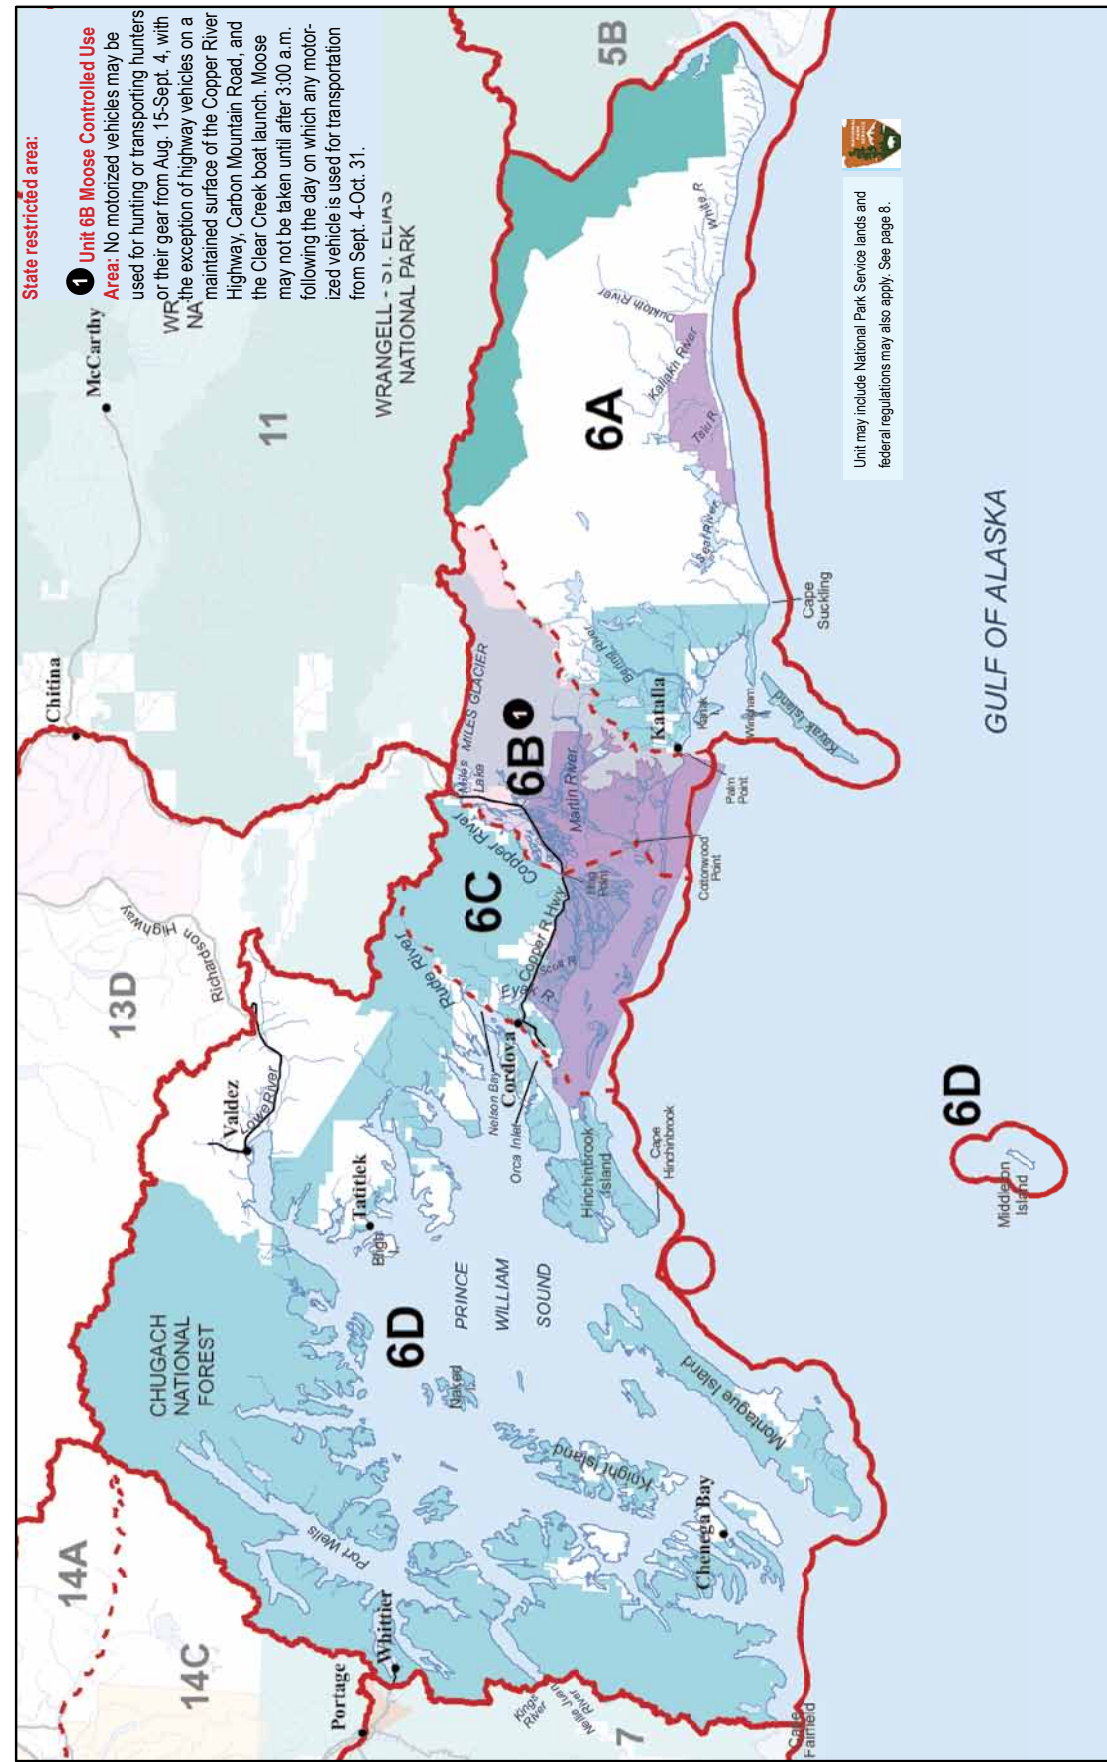 State restricted area:
1 Unit 6B Moose Controlled Use
Area: No motorized vehicles may be
used for hunting or transporting hunters
or their gear from Aug. 15-Sept. 4, with
the exception of highway vehicles on a
maintained surface of the Copper River
Highway, Carbon Mountain Road, and
the Clear Creek boat launch. Moose
may not be taken until after 3:00 a.m.
following the day on which any motor-
ized vehicle is used for transportation
from Sept. 4-Oct. 31.
14A
14C
Portage
Whittier
Port Wells
CHUGACH
NATIONAL
FOREST
Valdez
Lowe River
13D
Richardson Highway
Chitina
McCarthy
11
WR
NA
WRANGELL - ST. ELIAS
NATIONAL PARK
5B
Tatitlek
Bligh
6D
PRINCE
WILLIAM
SOUND
Naked
Knight Island
Chenega Bay
Montague Island
Kings
River
Nellie Juan
River
7
Cape
Fairfield
Rude River
6C
Copper River
Miles
Lake
MILES GLACIER
6B 1
Nelson Bay
Cordova
Orca Inlet
Eyak R
Copper R Hwy
Scott R
Point
Martin River
Bering River
Katalla
Kanak
Wingham
Kayak Island
Palm
Point
Cottonwood
Point
Hinchinbrook
Island
Cape
Hinchinbrook
6A
Seal River
Tsiu R
Kaliakh River
Duktoth River
White R
Cape
Suckling
Middleton
Island
6D
GULF OF ALASKA
Unit may include National Park Service lands and
federal regulations may also apply. See page 8.
NATIONAL
PARK
SERVICE